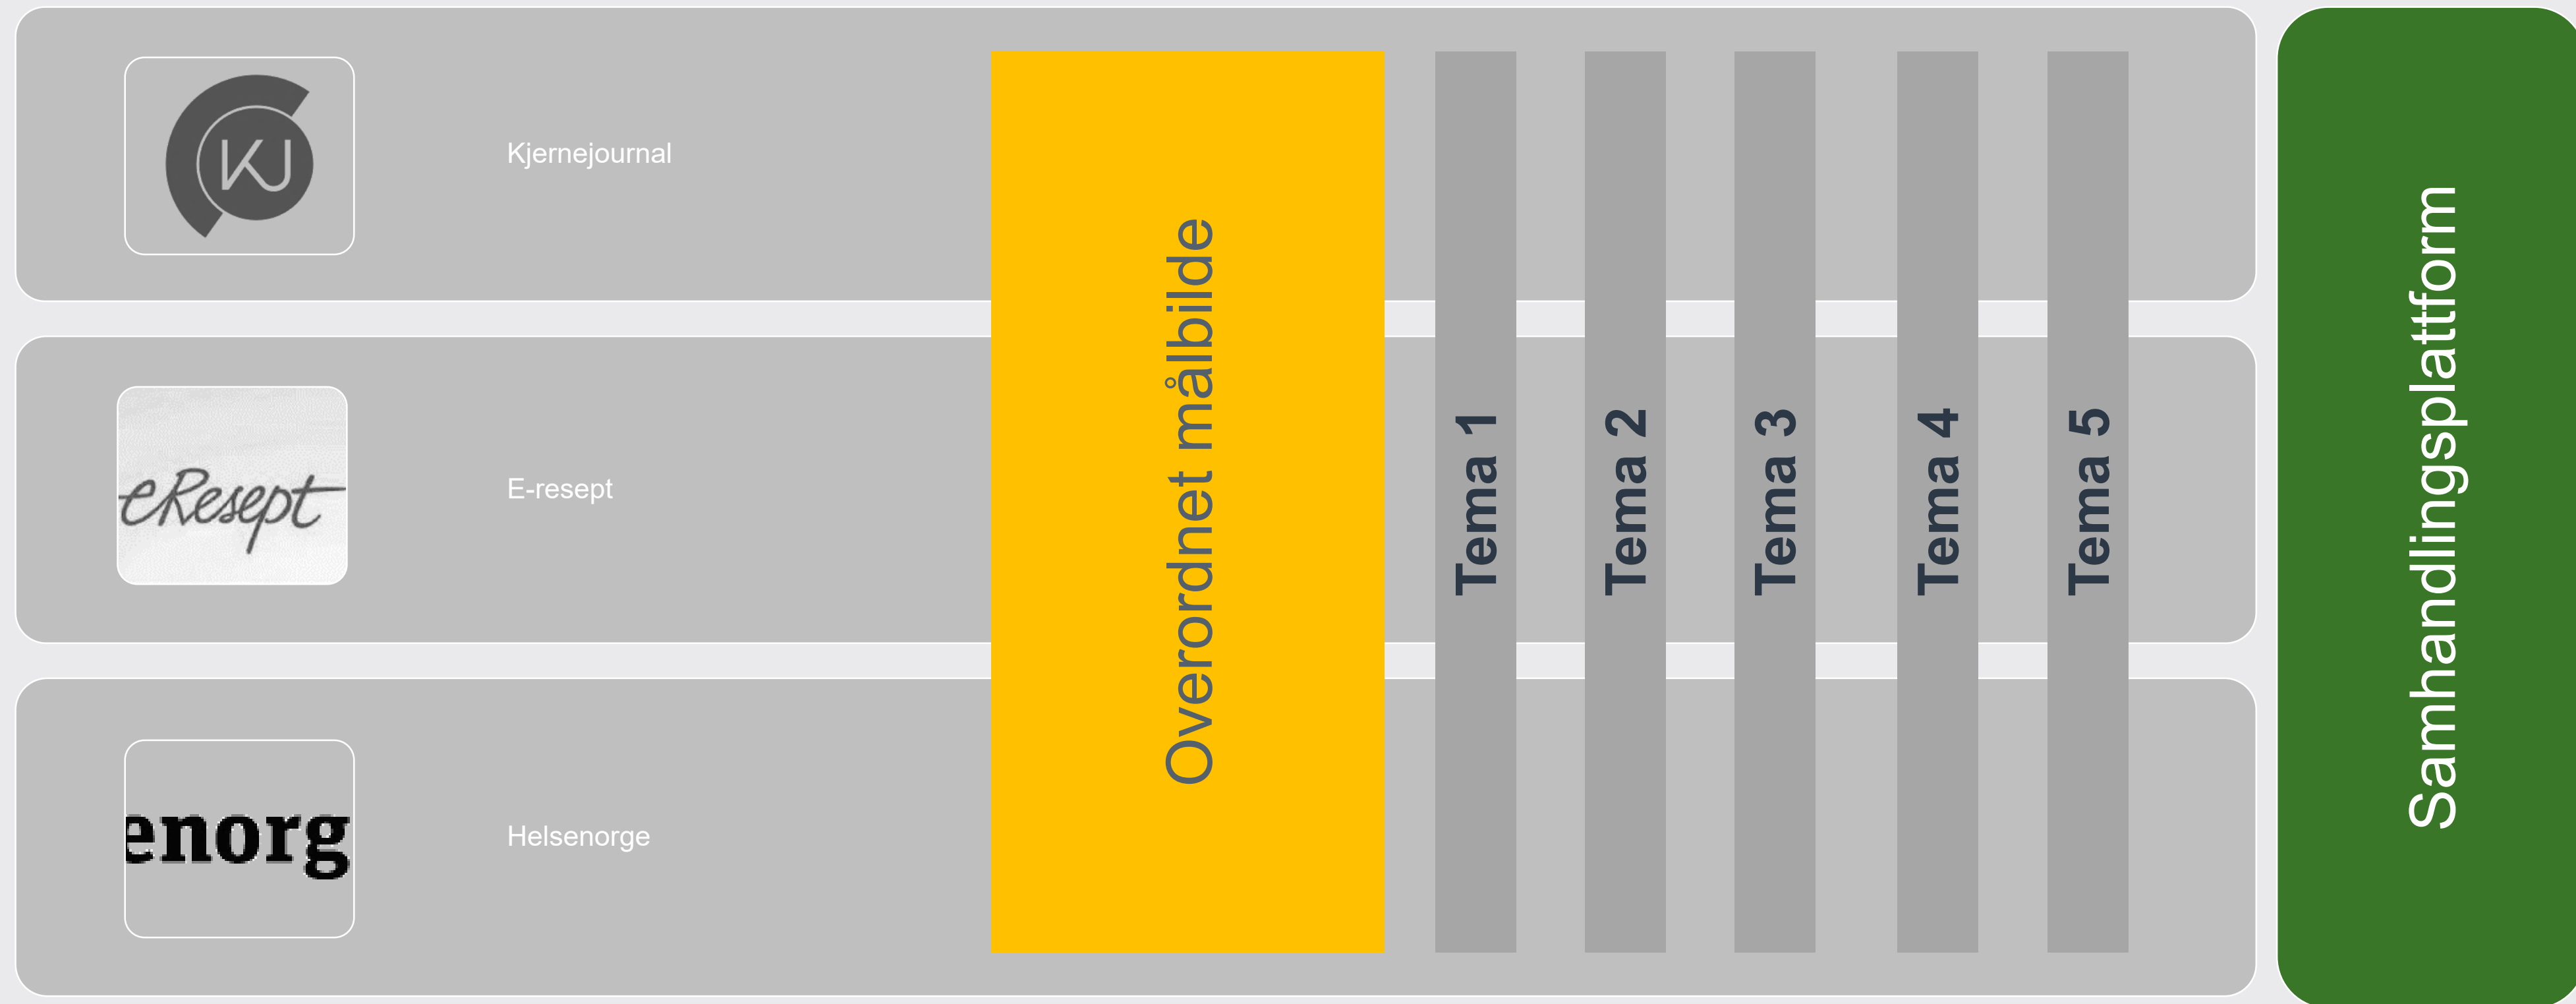 KJ
Kjernejournal
eResept
E-resept
enorg
Helsenorge
Overordnet målbilde
Tema 1
Tema 2
Tema 3
Tema 4
Tema 5
Samhandlingsplattform